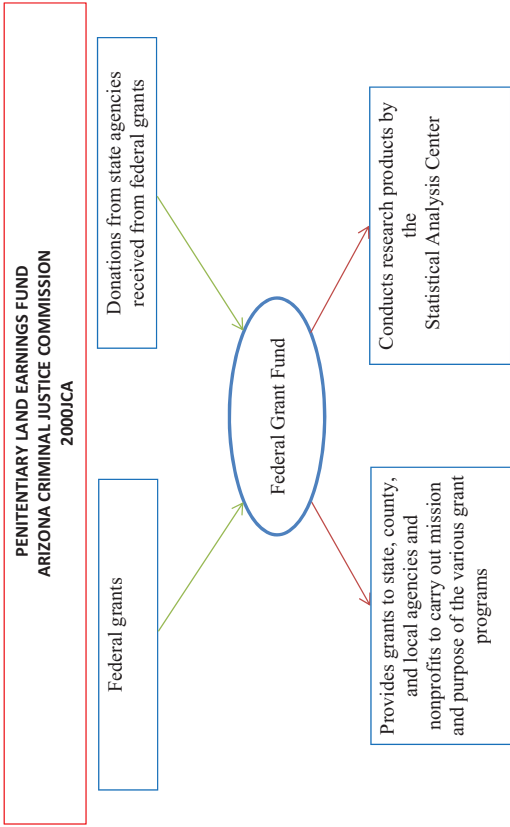 PENITENTIARY LAND EARNINGS FUND
ARIZONA CRIMINAL JUSTICE COMMISSION
2000JCA
Federal grants
Donations from state agencies
received from federal grants
Federal Grant Fund
Provides grants to state, county,
and local agencies and
nonprofits to carry out mission
and purpose of the various grant
programs
Conducts research products by
the
Statistical Analysis Center